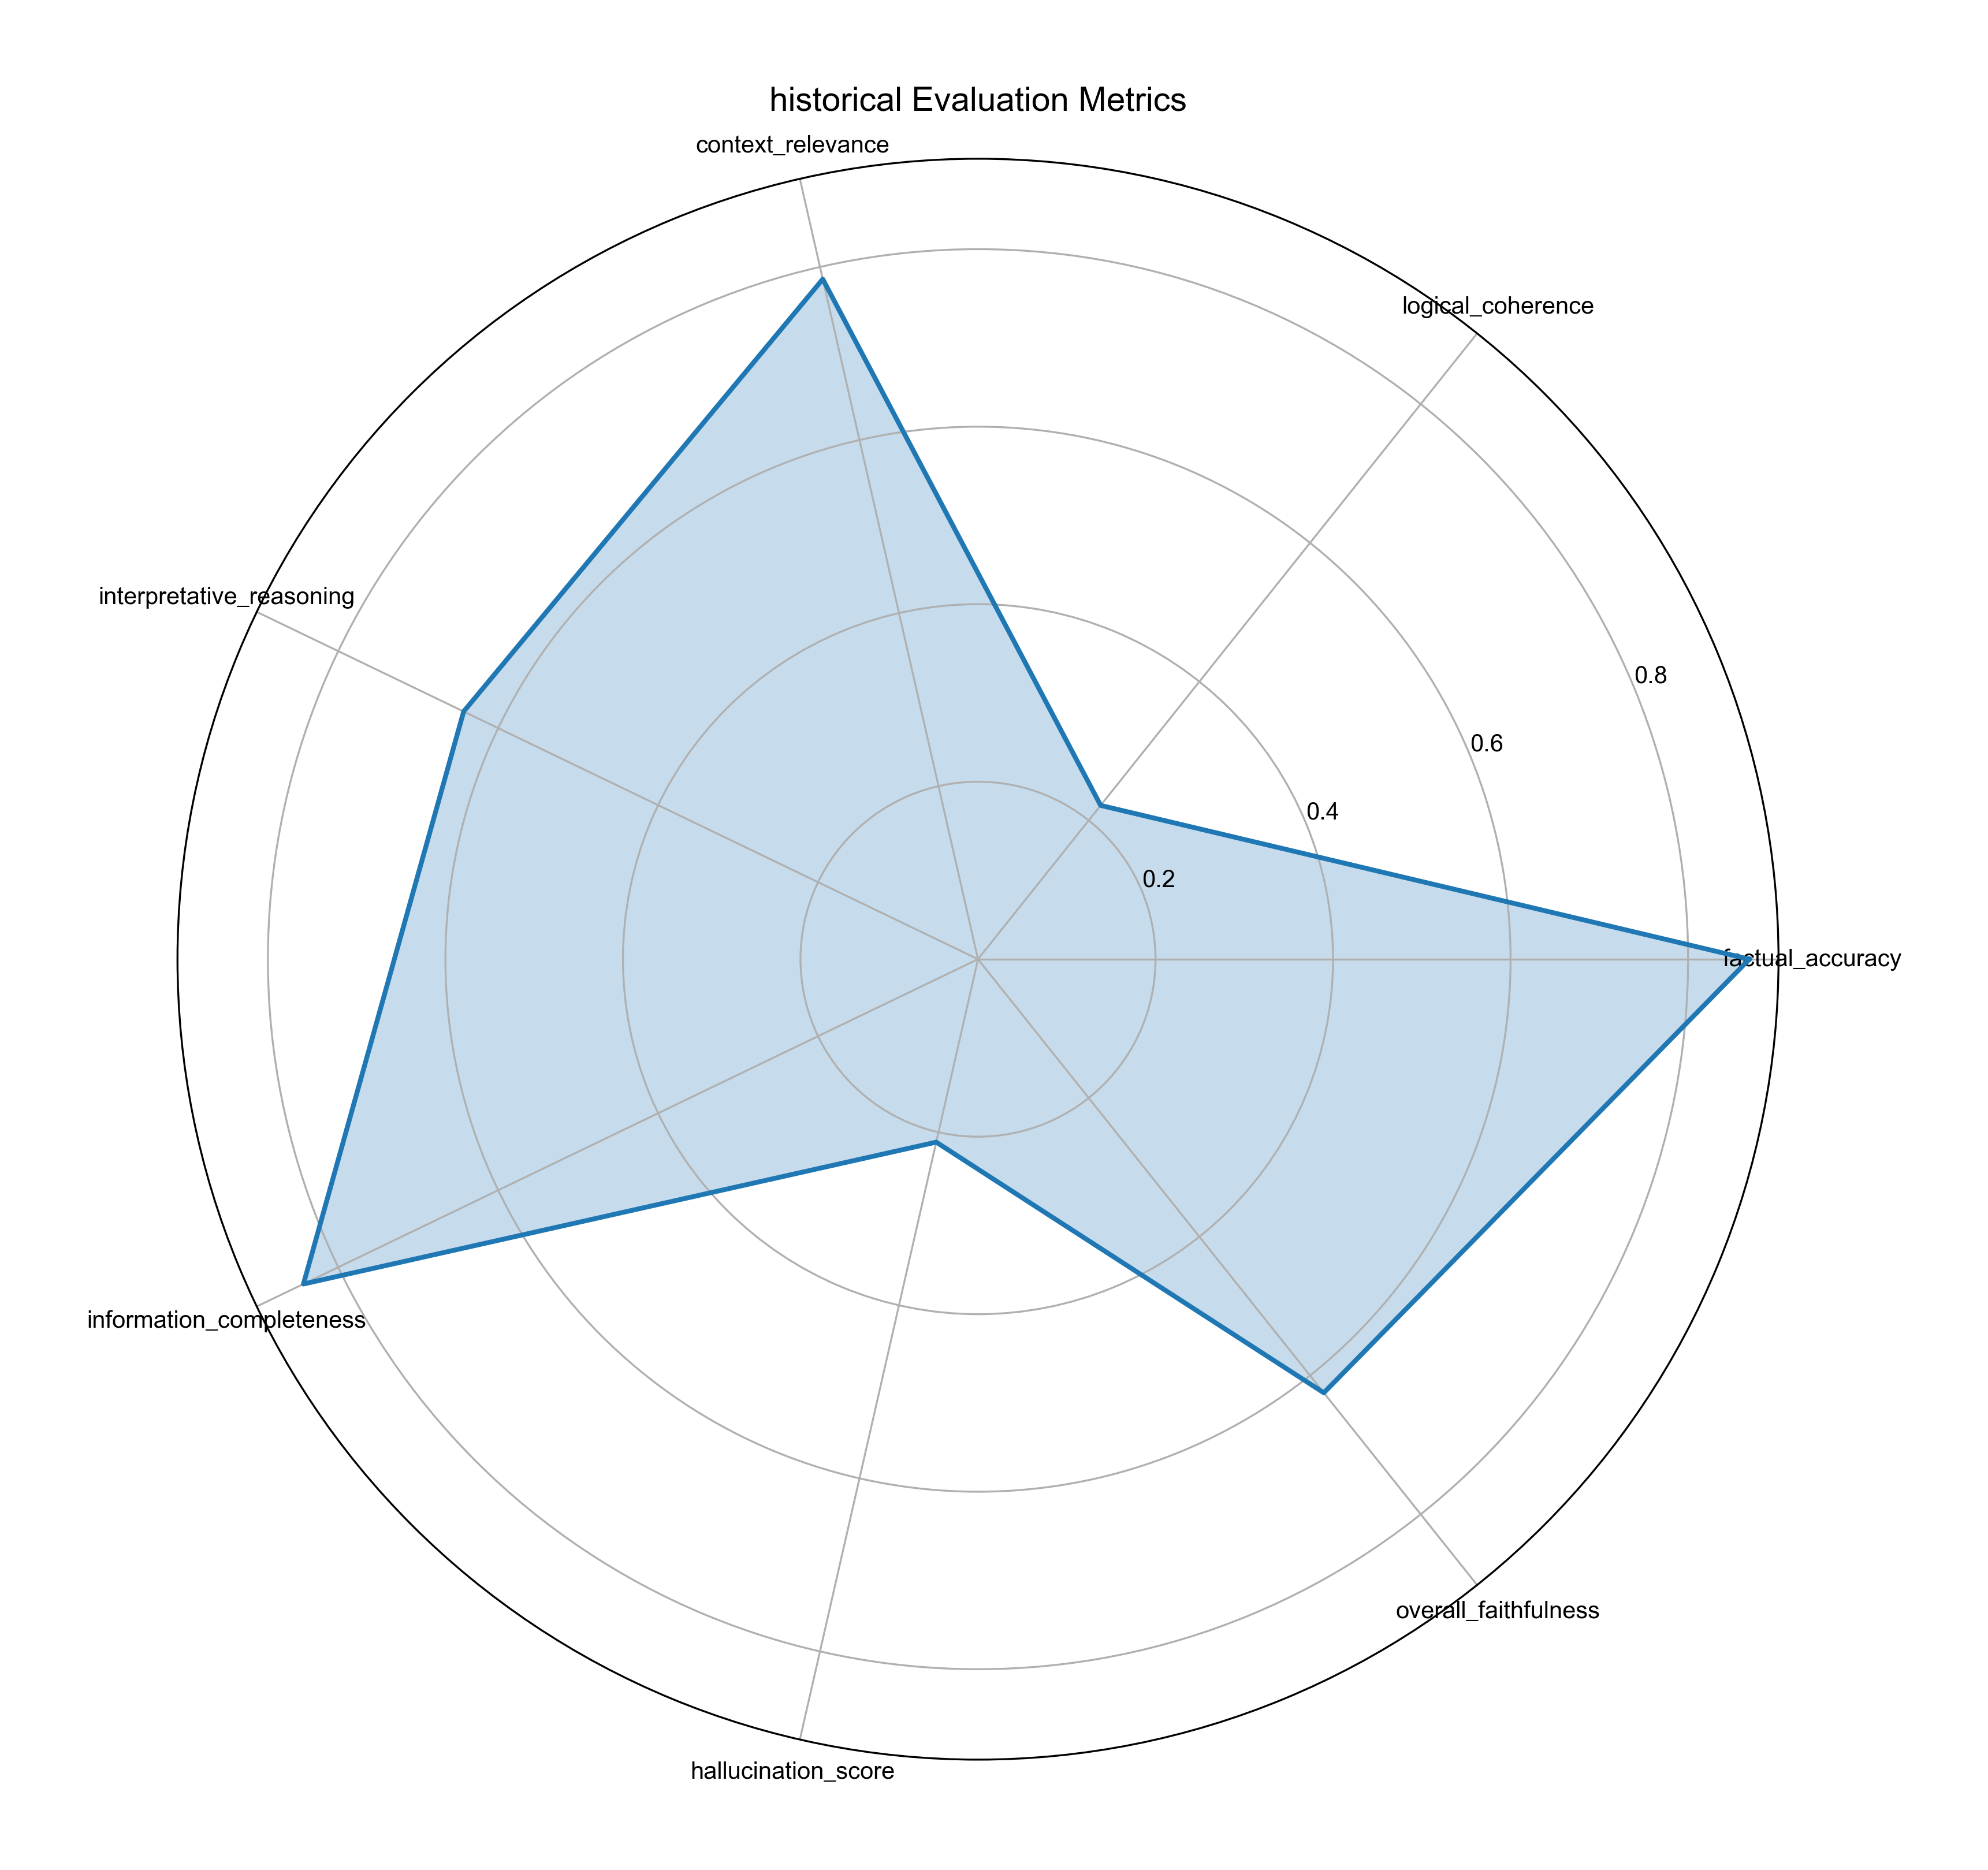 historical Evaluation Metrics
context_relevance
logical_coherence
interpretative_reasoning
0.8
0.6
0.4
0.2
factual_accuracy
information_completeness
overall_faithfulness
hallucination_score